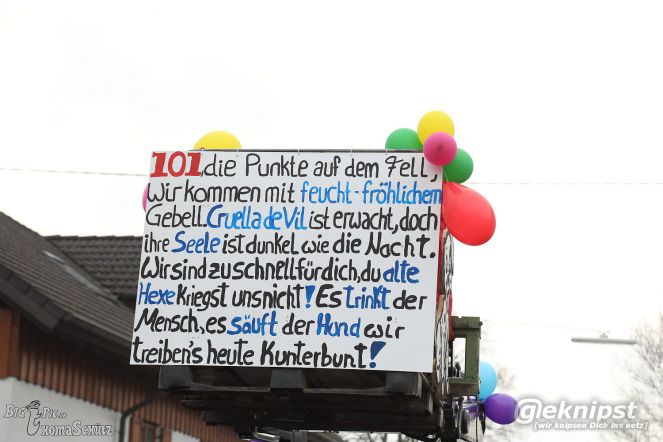 101, die Punkte auf dem Fell,
wir kommen mit feucht-fröhlichem
Gebell. Cruella de Vil ist erwacht, doch
ihre Seele ist dunkel wie die Nacht.
Wir sind zu schnell für dich, du alte
Hexe kriegst uns nicht! Es trinkt der
Mensch, es säuft der Hund wir
treiben's heute Kunterbunt!
geknipst
[wir knipsen Dich ins netz]